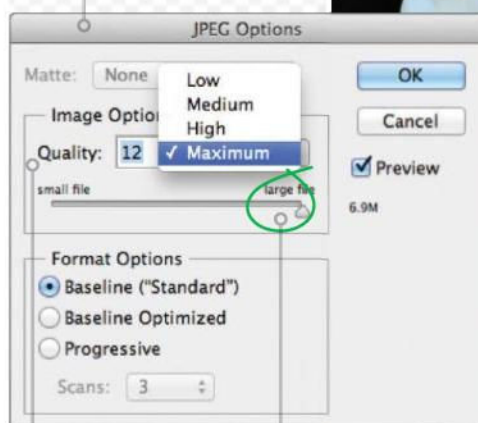 JPEG Options
Matte: None
OK
Low
Medium
High
✓ Maximum
Cancel
Image Optio
Quality: 12
Preview
small file large file
6.9M
Format Options
Baseline ("Standard")
Baseline Optimized
Progressive
Scans: 3